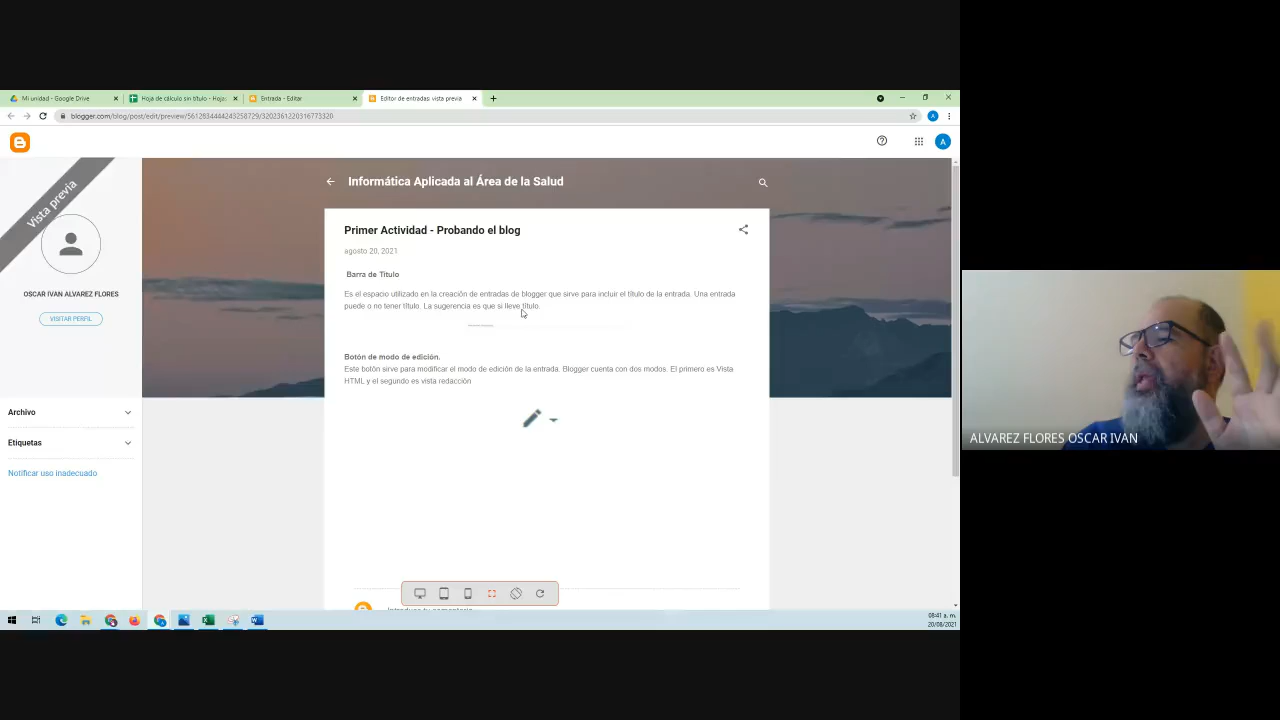 Mi unidad - Google Drive
Hoja de cálculo sin título - Hoja
Entrada - Editar
Editor de entradas: vista previa
blogger.com/blog/post/edit/preview/5612834444243258729/3202361220316773320
A
A
Vista previa
Informática Aplicada al Área de la Salud
OSCAR IVAN ALVAREZ FLORES
VISITAR PERFIL
Primer Actividad - Probando el blog
agosto 20, 2021
Barra de Título
Es el espacio utilizado en la creación de entradas de blogger que sirve para incluir el título de la entrada. Una entrada
puede o no tener título. La sugerencia es que si lleve título.
Botón de modo de edición.
Este botón sirve para modificar el modo de edición de la entrada. Blogger cuenta con dos modos. El primero es Vista
HTML y el segundo es vista redacción
Archivo
Etiquetas
Notificar uso inadecuado
08:41 a. m.
20/08/2021
ALVAREZ FLORES OSCAR IVAN